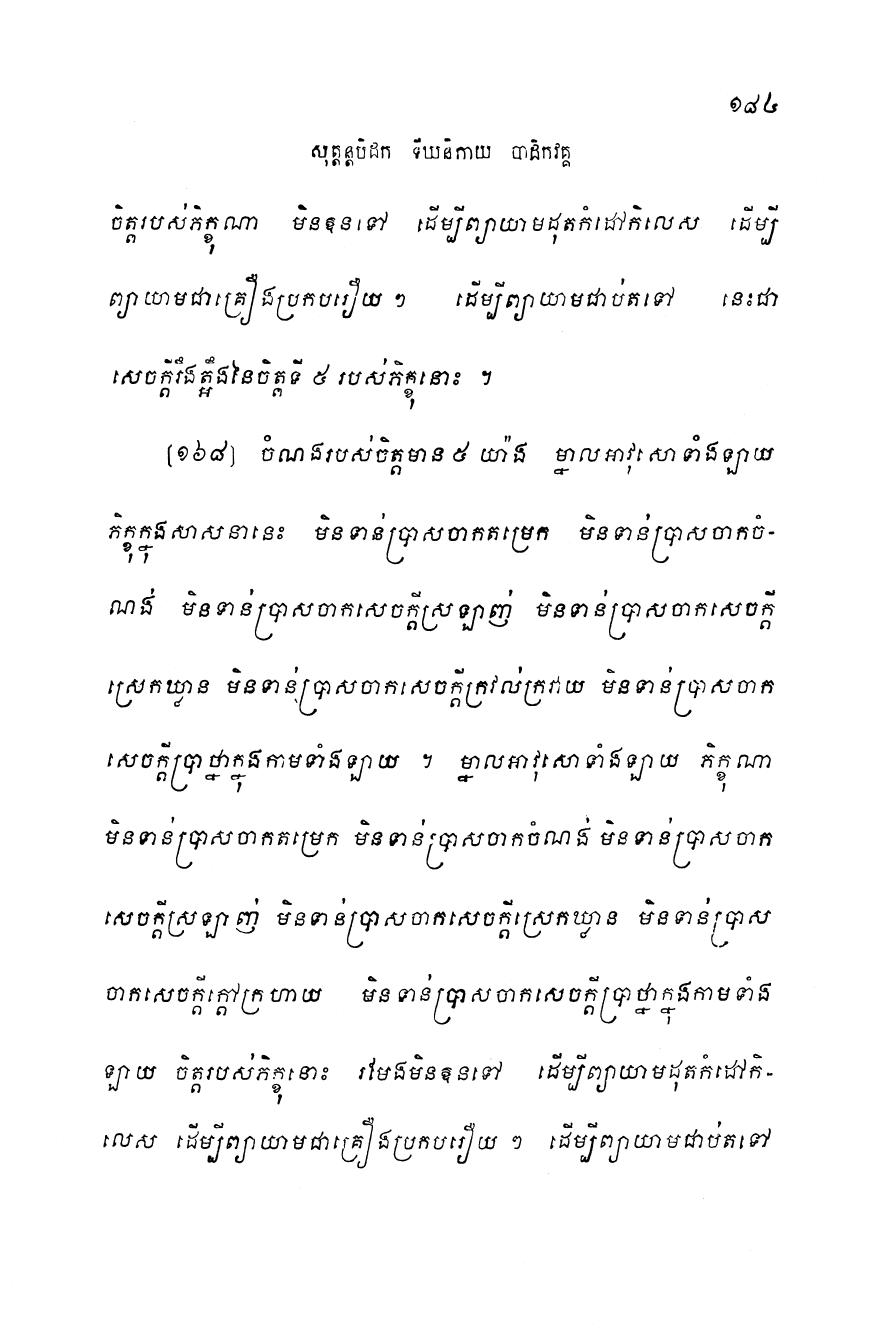 ១៨៤
សុត្តន្តបិដក ទីឃនិកាយ បាដិកវគ្គ
ចិត្តរបស់ភិក្ខុណា មិនឱនទៅ ដើម្បីព្យាយាមដុតកំដៅកិលេស ដើម្បី
ព្យាយាមជាគ្រឿងប្រកបរឿយ ៗ ដើម្បីព្យាយាមជាប់តទៅ នេះជា
សេចក្តីរឹងត្អឹងនៃចិត្តទី ៥ របស់ភិក្ខុនោះ ។
(១៦៨) ចំណងរបស់ចិត្តមាន ៥ យ៉ាង ម្នាលអាវុសោទាំងឡាយ
ភិក្ខុក្នុងសាសនានេះ មិនទាន់ប្រាសចាកតម្រេក មិនទាន់ប្រាសចាកចំ-
ណង់ មិនទាន់ប្រាសចាកសេចក្តីស្រឡាញ់ មិនទាន់ប្រាសចាកសេចក្តី
ស្រេកឃ្លាន មិនទាន់ប្រាសចាកសេចក្តីក្រវល់ក្រវាយ មិនទាន់ប្រាសចាក
សេចក្តីប្រាថ្នាក្នុងកាមទាំងឡាយ ។ ម្នាលអាវុសោទាំងឡាយ ភិក្ខុណា
មិនទាន់ប្រាសចាកតម្រេក មិនទាន់ប្រាសចាកចំណង់ មិនទាន់ប្រាសចាក
សេចក្តីស្រឡាញ់ មិនទាន់ប្រាសចាកសេចក្តីស្រេកឃ្លាន មិនទាន់ប្រាស
ចាកសេចក្តីក្តៅក្រហាយ មិនទាន់ប្រាសចាកសេចក្តីប្រាថ្នាក្នុងកាមទាំង
ឡាយ ចិត្តរបស់ភិក្ខុនោះ រមែងមិនឱនទៅ ដើម្បីព្យាយាមដុតកំដៅកិ-
លេស ដើម្បីព្យាយាមជាគ្រឿងប្រកបរឿយ ៗ ដើម្បីព្យាយាមជាប់តទៅ